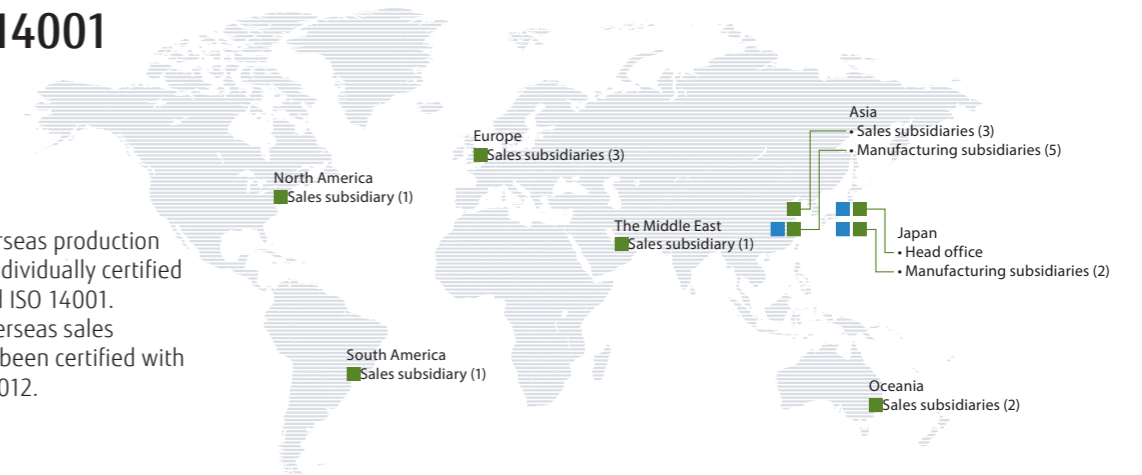 14001
rseas production
dividually certified
ISO 14001.
erseas sales
been certified with
012.
North America
Sales subsidiary (1)
Europe
Sales subsidiaries (3)
The Middle East
Sales subsidiary (1)
Asia
• Sales subsidiaries (3)
• Manufacturing subsidiaries (5)
Japan
• Head office
• Manufacturing subsidiaries (2)
South America
Sales subsidiary (1)
Oceania
Sales subsidiaries (2)